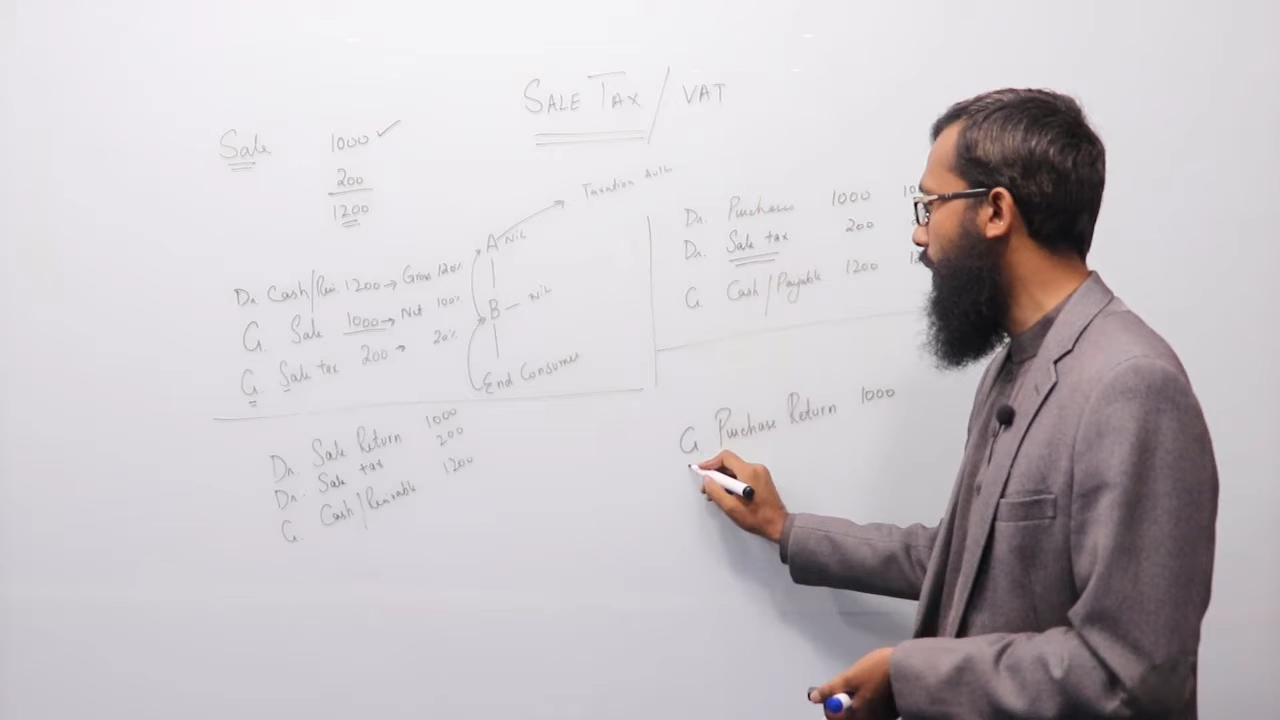 SALE TAX / VAT
Sale 1000 ✓
200
1200
Taxation Auth
A Nil
B — Nil
End Consumer
Dr. Cash/Rec. 1200 → Gross 120%
Cr. Sale 1000 → Net 100%
Cr. Sale tax 200 → 20%
Dr. Purchases 1000
Dr. Sale tax 200
Cr. Cash / Payable 1200
Dr. Sale Return 1000
Dr. Sale tax 200
Cr. Cash / Receivable 1200
Cr. Purchase Return 1000